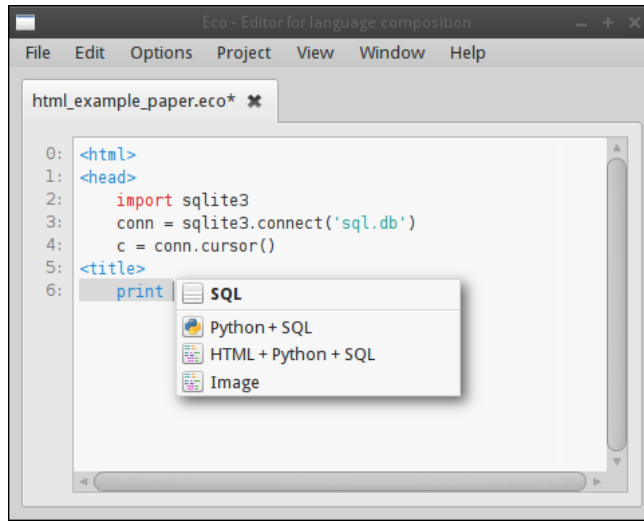 Eco - Editor for language composition
File Edit Options Project View Window Help
html_example_paper.eco*
0: <html>
1: <head>
2: import sqlite3
3: conn = sqlite3.connect('sql.db')
4: c = conn.cursor()
5: <title>
6: print
SQL
Python + SQL
HTML + Python + SQL
Image